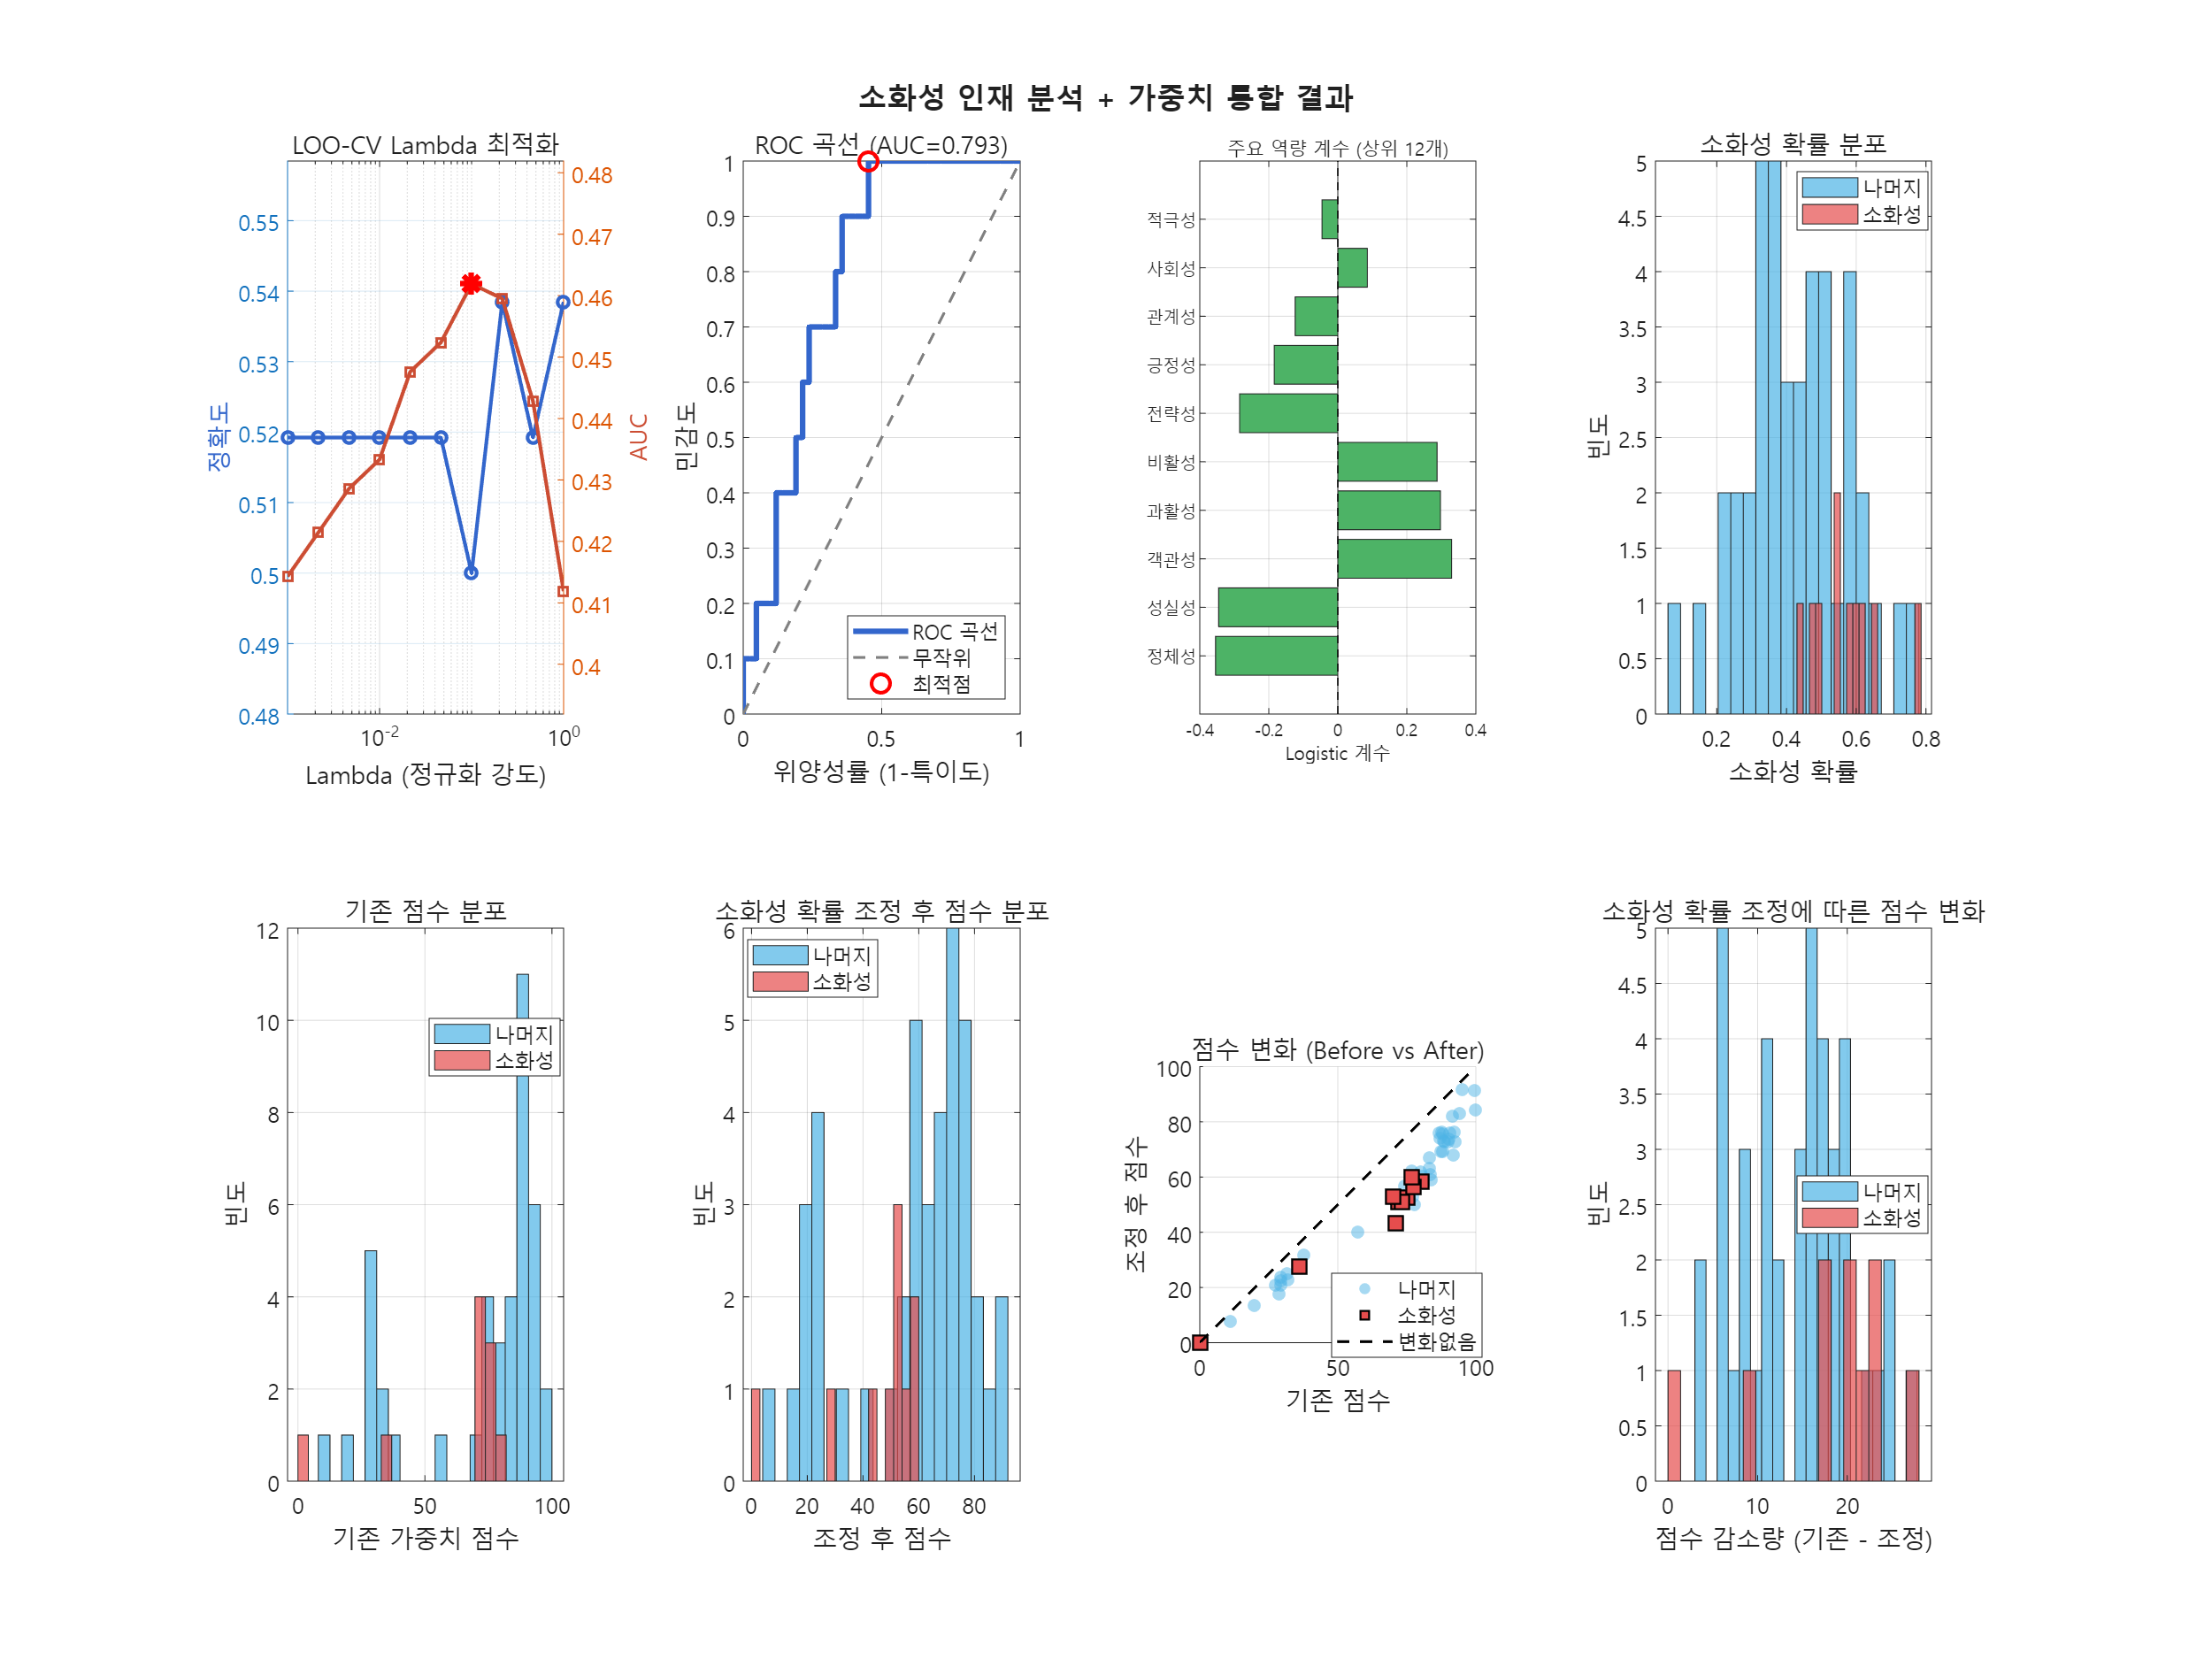 소화성 인재 분석 + 가중치 통합 결과
LOO-CV Lambda 최적화
0.55
0.54
0.53
0.52
0.51
0.5
0.49
0.48
정확도
0.48
0.47
0.46
0.45
0.44
0.43
0.42
0.41
0.4
AUC
10-2
100
Lambda (정규화 강도)
ROC 곡선 (AUC=0.793)
1
0.9
0.8
0.7
0.6
0.5
0.4
0.3
0.2
0.1
0
민감도
ROC 곡선
무작위
최적점
0
0.5
1
위양성률 (1-특이도)
주요 역량 계수 (상위 12개)
적극성
사회성
관계성
긍정성
전략성
비활성
과활성
객관성
성실성
정체성
-0.4
-0.2
0
0.2
0.4
Logistic 계수
소화성 확률 분포
5
4.5
4
3.5
3
2.5
2
1.5
1
0.5
0
빈도
나머지
소화성
0.2
0.4
0.6
0.8
소화성 확률
기존 점수 분포
12
10
8
6
4
2
0
빈도
나머지
소화성
0
50
100
기존 가중치 점수
소화성 확률 조정 후 점수 분포
6
5
4
3
2
1
0
빈도
나머지
소화성
0
20
40
60
80
조정 후 점수
점수 변화 (Before vs After)
100
80
60
40
20
0
조정 후 점수
나머지
소화성
변화없음
0
50
100
기존 점수
소화성 확률 조정에 따른 점수 변화
5
4.5
4
3.5
3
2.5
2
1.5
1
0.5
0
빈도
나머지
소화성
0
10
20
점수 감소량 (기존 - 조정)